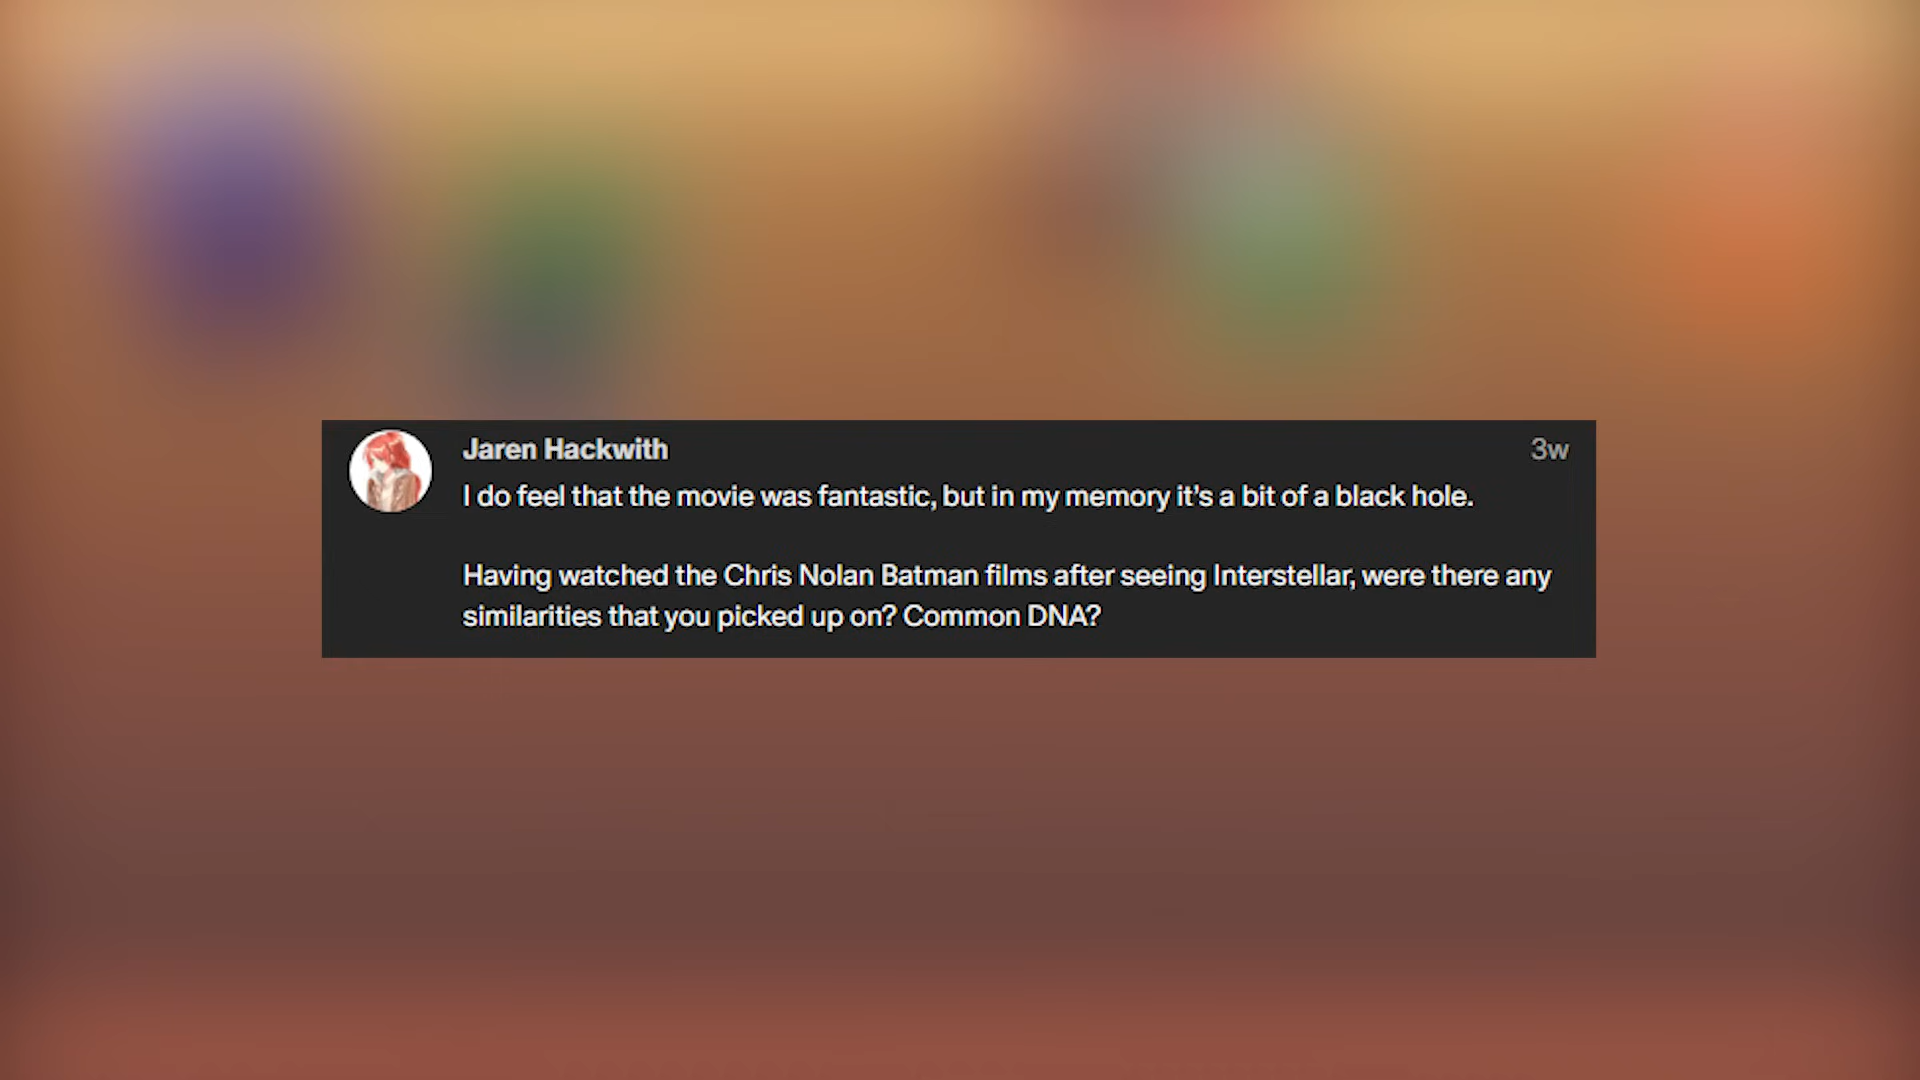 Jaren Hackwith 3w
I do feel that the movie was fantastic, but in my memory it’s a bit of a black hole.
Having watched the Chris Nolan Batman films after seeing Interstellar, were there any
similarities that you picked up on? Common DNA?